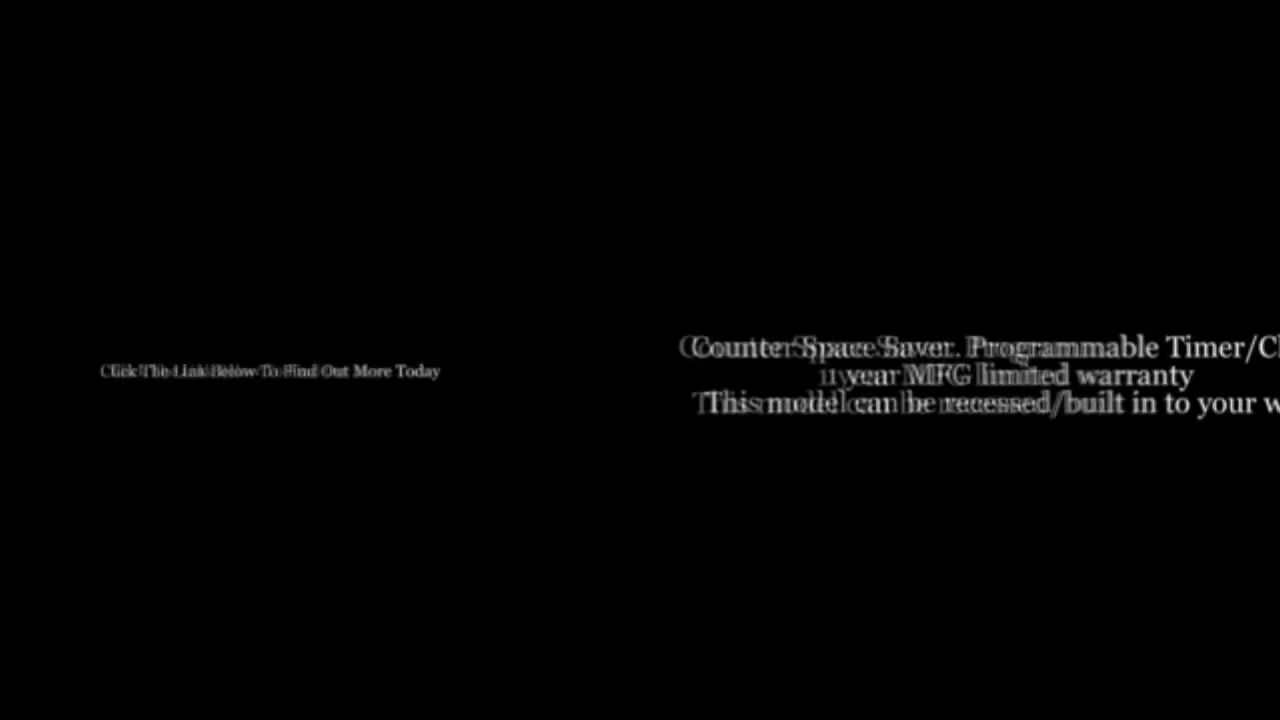 Click The Link Below To Find Out More Today
Counter Space Saver. Programmable Timer/Cl
1 year MFG limited warranty
This model can be recessed/built in to your w